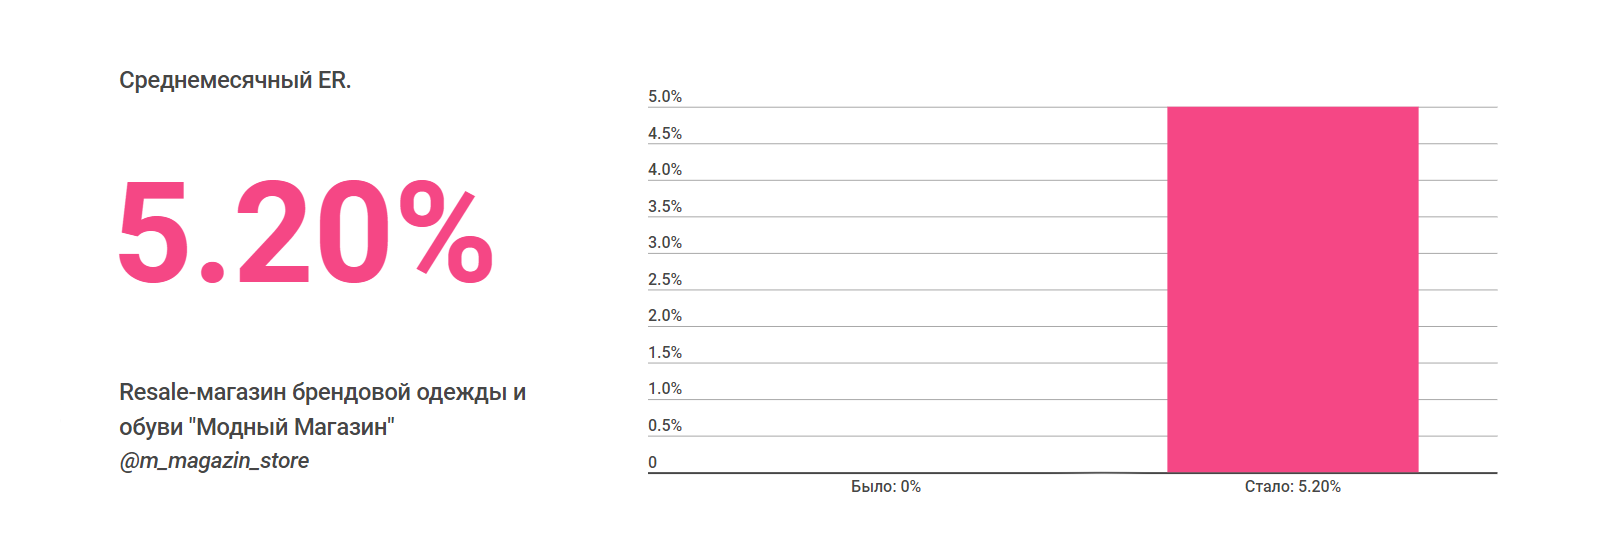 Среднемесячный ER.
5.20%
Resale-магазин брендовой одежды и
обуви "Модный Магазин"
@m_magazin_store
5.0%
4.5%
4.0%
3.5%
3.0%
2.5%
2.0%
1.5%
1.0%
0.5%
0
Было: 0%
Стало: 5.20%